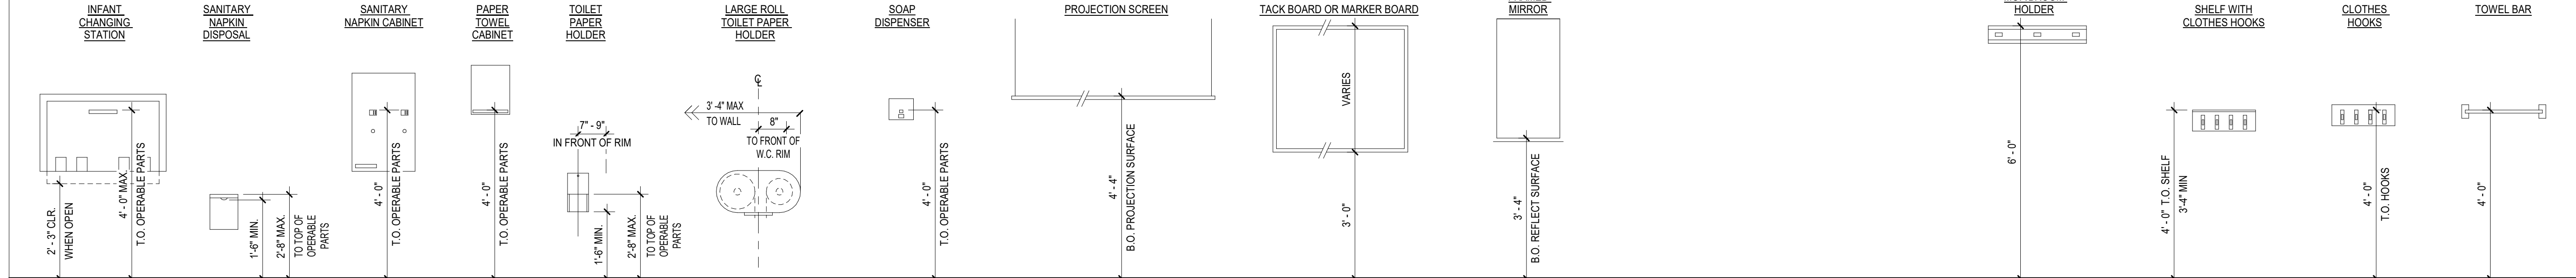 INFANT
CHANGING
STATION
2' - 3" CLR.
WHEN OPEN
4' - 0" MAX.
T.O. OPERABLE PARTS
SANITARY
NAPKIN
DISPOSAL
1'-6" MIN.
2'-8" MAX.
TO TOP OF
OPERABLE
PARTS
SANITARY
NAPKIN CABINET
4' - 0"
T.O. OPERABLE PARTS
PAPER
TOWEL
CABINET
4' - 0"
T.O. OPERABLE PARTS
TOILET
PAPER
HOLDER
7" - 9"
IN FRONT OF RIM
1'-6" MIN.
2'-8" MAX.
TO TOP OF
OPERABLE
PARTS
LARGE ROLL
TOILET PAPER
HOLDER
℄
3' -4" MAX
TO WALL
8"
TO FRONT OF
W.C. RIM
SOAP
DISPENSER
4' - 0"
T.O. OPERABLE PARTS
PROJECTION SCREEN
4' - 4"
B.O. PROJECTION SURFACE
TACK BOARD OR MARKER BOARD
VARIES
3' - 0"
MIRROR
3' - 4"
B.O. REFLECT SURFACE
HOLDER
6' - 0"
SHELF WITH
CLOTHES HOOKS
4' - 0" T.O. SHELF
3'-4" MIN
CLOTHES
HOOKS
4' - 0"
T.O. HOOKS
TOWEL BAR
4' - 0"